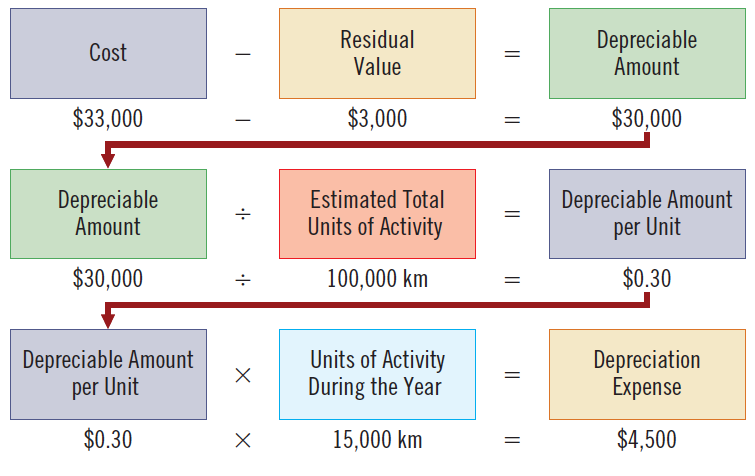 Cost − Residual Value = Depreciable Amount
$33,000 − $3,000 = $30,000
Depreciable Amount ÷ Estimated Total Units of Activity = Depreciable Amount per Unit
$30,000 ÷ 100,000 km = $0.30
Depreciable Amount per Unit × Units of Activity During the Year = Depreciation Expense
$0.30 × 15,000 km = $4,500